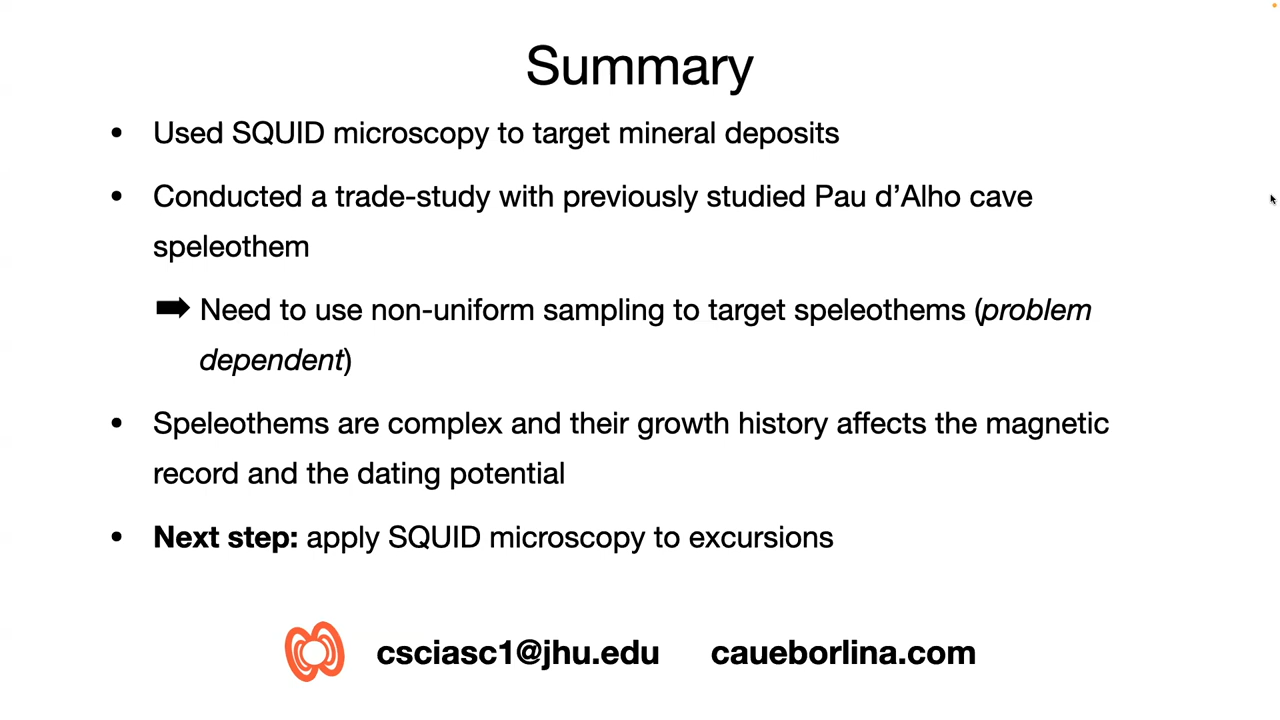 Summary
• Used SQUID microscopy to target mineral deposits
• Conducted a trade-study with previously studied Pau d’Alho cave
speleothem
➡ Need to use non-uniform sampling to target speleothems (problem
dependent)
• Speleothems are complex and their growth history affects the magnetic
record and the dating potential
• Next step: apply SQUID microscopy to excursions
csciasc1@jhu.edu caueborlina.com